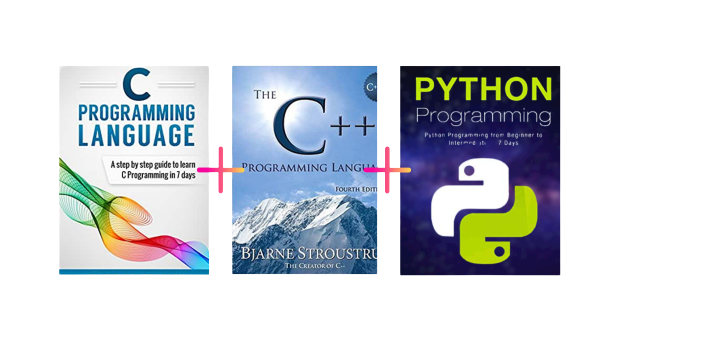 C
PROGRAMMING
LANGUAGE
A step by step guide to learn
C Programming in 7 days
THE
C++
C+
PROGRAMMING LANGUA
FOURTH EDITI
BJARNE STROUSTRU
THE CREATOR OF C++
PYTHON
Programming
Python Programming from Beginner to
7 Days